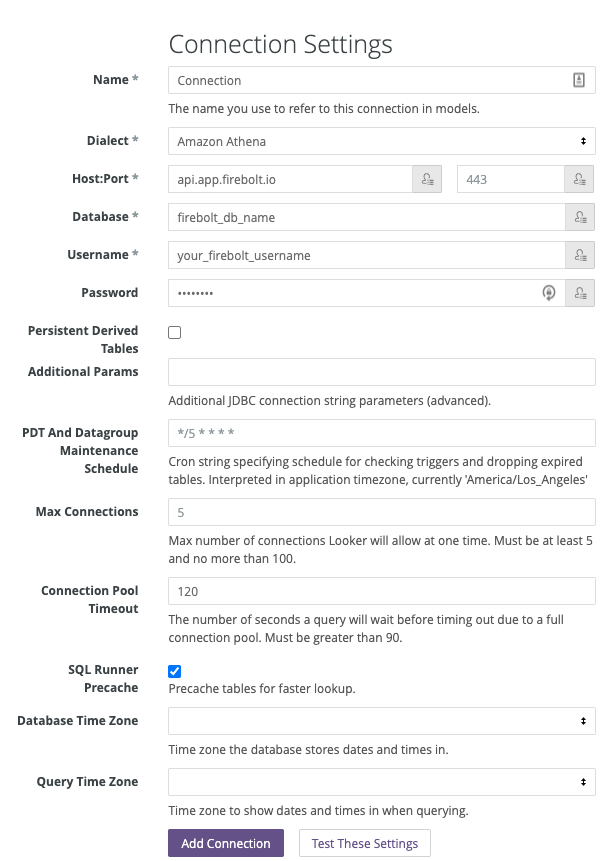 Connection Settings
Name *
Connection
The name you use to refer to this connection in models.
Dialect *
Amazon Athena
Host:Port *
api.app.firebolt.io
443
Database *
firebolt_db_name
Username *
your_firebolt_username
Password
••••••••
Persistent Derived
Tables
Additional Params
Additional JDBC connection string parameters (advanced).
PDT And Datagroup
Maintenance
Schedule
*/5 * * * *
Cron string specifying schedule for checking triggers and dropping expired
tables. Interpreted in application timezone, currently 'America/Los_Angeles'
Max Connections
5
Max number of connections Looker will allow at one time. Must be at least 5
and no more than 100.
Connection Pool
Timeout
120
The number of seconds a query will wait before timing out due to a full
connection pool. Must be greater than 90.
SQL Runner
Precache
Precache tables for faster lookup.
Database Time Zone
Time zone the database stores dates and times in.
Query Time Zone
Time zone to show dates and times in when querying.
Add Connection
Test These Settings